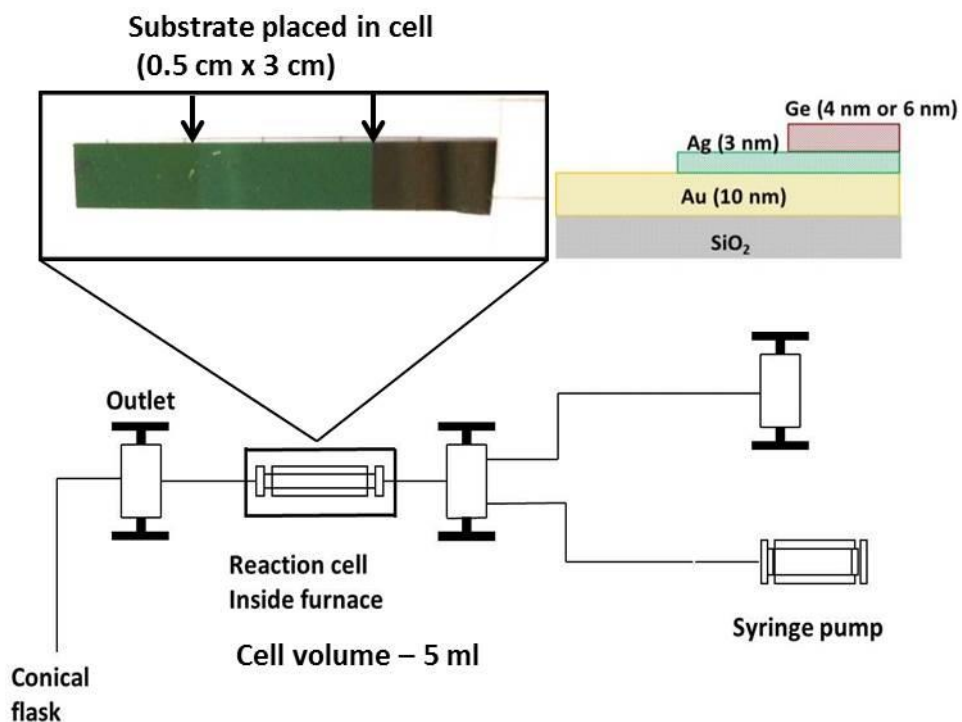 Substrate placed in cell
(0.5 cm x 3 cm)
Ge (4 nm or 6 nm)
Ag (3 nm)
Au (10 nm)
SiO₂
Outlet
Reaction cell
Inside furnace
Syringe pump
Cell volume – 5 ml
Conical
flask